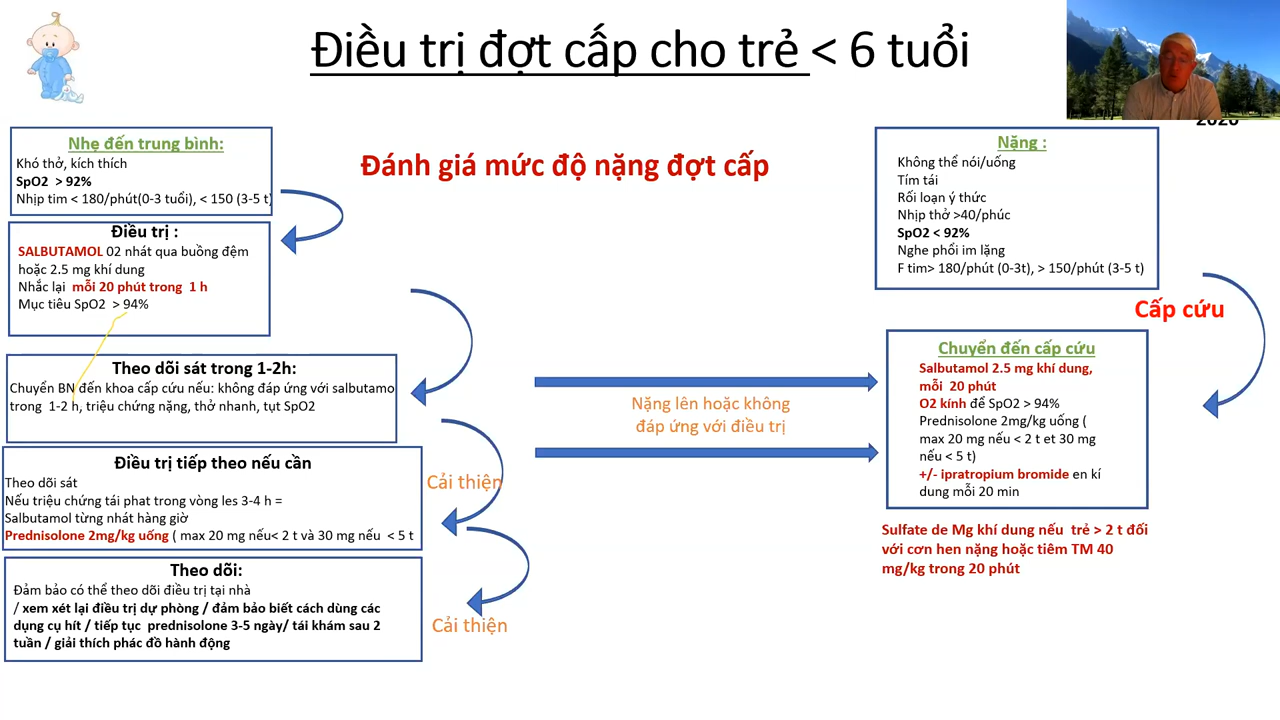 Điều trị đợt cấp cho trẻ < 6 tuổi
2020
Nhẹ đến trung bình:
Khó thở, kích thích
SpO2 > 92%
Nhịp tim < 180/phút(0-3 tuổi), < 150 (3-5 t)
Đánh giá mức độ nặng đợt cấp
Nặng :
Không thể nói/uống
Tím tái
Rối loạn ý thức
Nhịp thở >40/phúc
SpO2 < 92%
Nghe phổi im lặng
F tim> 180/phút (0-3t), > 150/phút (3-5 t)
Điều trị :
SALBUTAMOL 02 nhát qua buồng đệm
hoặc 2.5 mg khí dung
Nhắc lại mỗi 20 phút trong 1 h
Mục tiêu SpO2 > 94%
Cấp cứu
Theo dõi sát trong 1-2h:
Chuyển BN đến khoa cấp cứu nếu: không đáp ứng với salbutamo
trong 1-2 h, triệu chứng nặng, thở nhanh, tụt SpO2
Nặng lên hoặc không
đáp ứng với điều trị
Chuyển đến cấp cứu
Salbutamol 2.5 mg khí dung,
mỗi 20 phút
O2 kính để SpO2 > 94%
Prednisolone 2mg/kg uống (
max 20 mg nếu < 2 t et 30 mg
nếu < 5 t)
+/- ipratropium bromide en kí
dung mỗi 20 min
Điều trị tiếp theo nếu cần
Theo dõi sát
Nếu triệu chứng tái phat trong vòng les 3-4 h =
Salbutamol từng nhát hàng giờ
Prednisolone 2mg/kg uống ( max 20 mg nếu< 2 t và 30 mg nếu < 5 t
Cải thiện
Sulfate de Mg khí dung nếu trẻ > 2 t đối
với cơn hen nặng hoặc tiêm TM 40
mg/kg trong 20 phút
Theo dõi:
Đảm bảo có thể theo dõi điều trị tại nhà
/ xem xét lại điều trị dự phòng / đảm bảo biết cách dùng các
dụng cụ hít / tiếp tục prednisolone 3-5 ngày/ tái khám sau 2
tuần / giải thích phác đồ hành động
Cải thiện